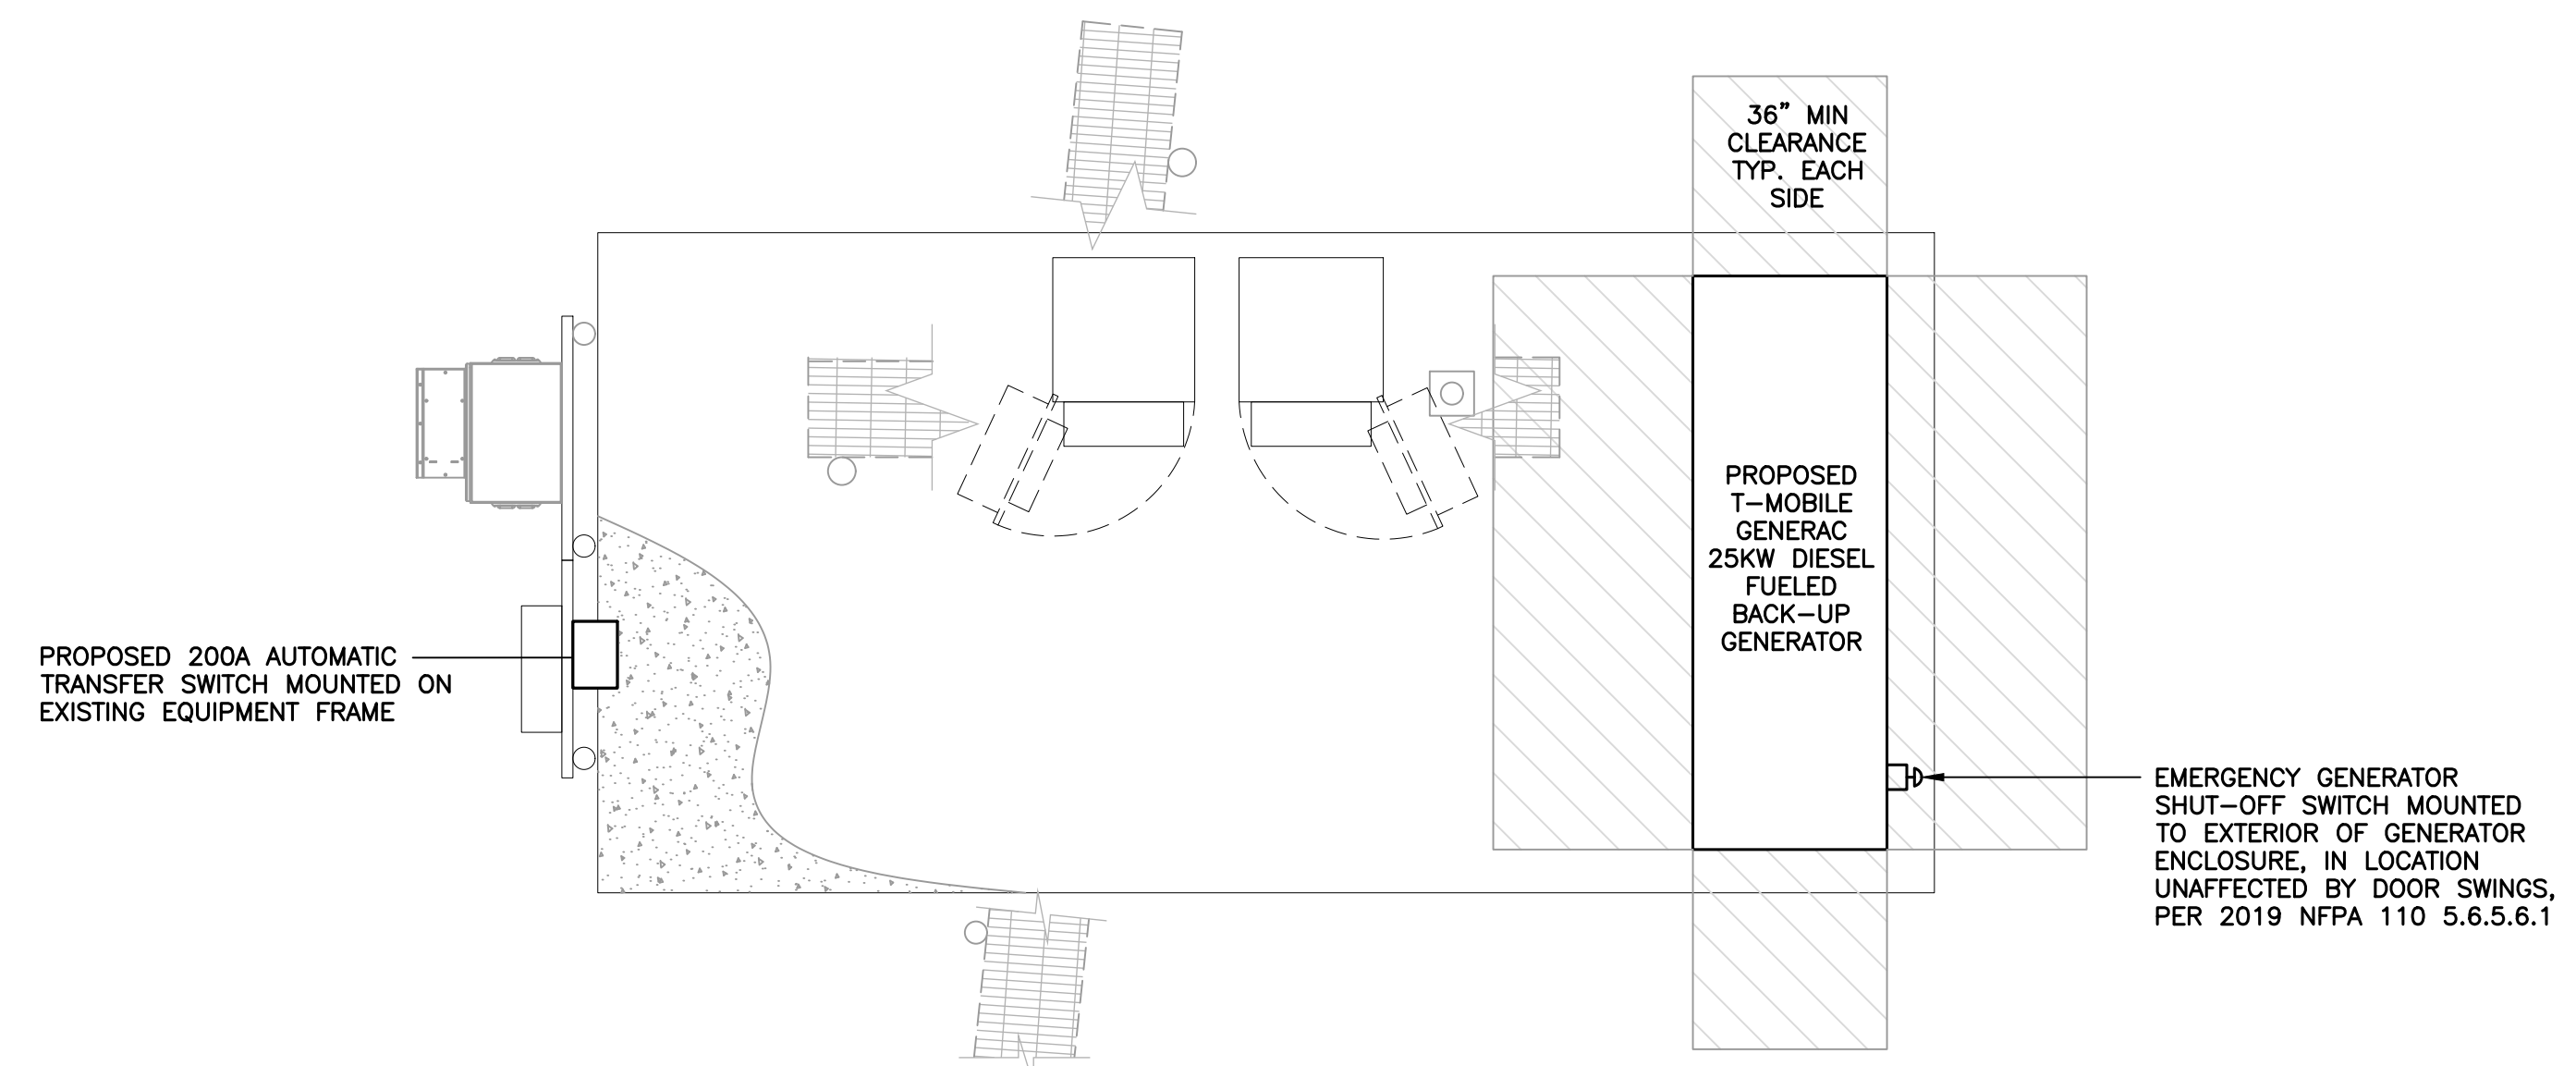 36” MIN
CLEARANCE
TYP. EACH
SIDE
PROPOSED
T-MOBILE
GENERAC
25KW DIESEL
FUELED
BACK-UP
GENERATOR
PROPOSED 200A AUTOMATIC
TRANSFER SWITCH MOUNTED ON
EXISTING EQUIPMENT FRAME
EMERGENCY GENERATOR
SHUT-OFF SWITCH MOUNTED
TO EXTERIOR OF GENERATOR
ENCLOSURE, IN LOCATION
UNAFFECTED BY DOOR SWINGS,
PER 2019 NFPA 110 5.6.5.6.1